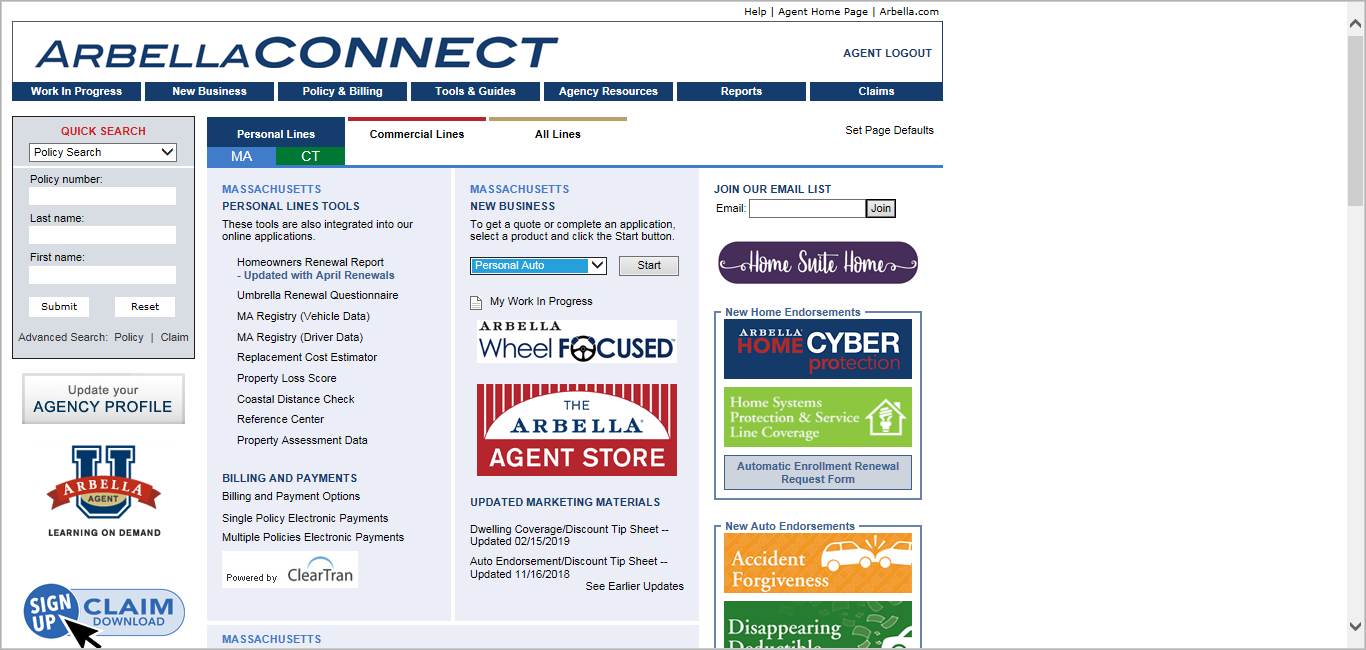 Help | Agent Home Page | Arbella.com
ARBELLACONNECT
AGENT LOGOUT
Work In Progress
New Business
Policy & Billing
Tools & Guides
Agency Resources
Reports
Claims
QUICK SEARCH
Policy Search
Policy number:
Last name:
First name:
Submit
Reset
Advanced Search: Policy | Claim
Update your
AGENCY PROFILE
U
ARBELLA
AGENT
LEARNING ON DEMAND
SIGN
UP
CLAIM
DOWNLOAD
Personal Lines
Commercial Lines
All Lines
Set Page Defaults
MA
CT
MASSACHUSETTS
PERSONAL LINES TOOLS
These tools are also integrated into our
online applications.
Homeowners Renewal Report
- Updated with April Renewals
Umbrella Renewal Questionnaire
MA Registry (Vehicle Data)
MA Registry (Driver Data)
Replacement Cost Estimator
Property Loss Score
Coastal Distance Check
Reference Center
Property Assessment Data
BILLING AND PAYMENTS
Billing and Payment Options
Single Policy Electronic Payments
Multiple Policies Electronic Payments
Powered by ClearTran
MASSACHUSETTS
MASSACHUSETTS
NEW BUSINESS
To get a quote or complete an application,
select a product and click the Start button.
Personal Auto
Start
My Work In Progress
ARBELLA
Wheel FOCUSED
THE
ARBELLA
AGENT STORE
UPDATED MARKETING MATERIALS
Dwelling Coverage/Discount Tip Sheet --
Updated 02/15/2019
Auto Endorsement/Discount Tip Sheet --
Updated 11/16/2018
See Earlier Updates
JOIN OUR EMAIL LIST
Email:
Join
Home Suite Home
New Home Endorsements
ARBELLA
HOME CYBER
protection
Home Systems
Protection & Service
Line Coverage
Automatic Enrollment Renewal
Request Form
New Auto Endorsements
Accident
Forgiveness
Disappearing
Deductible